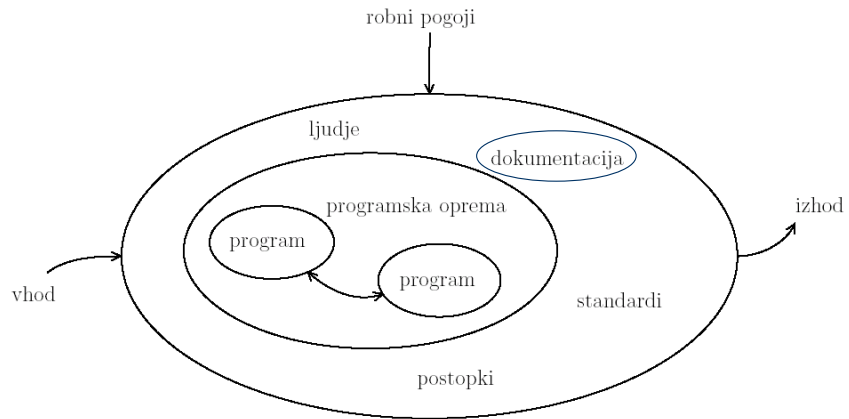 robni pogoji
ljudje
dokumentacija
programska oprema
izhod
program
program
vhod
standardi
postopki